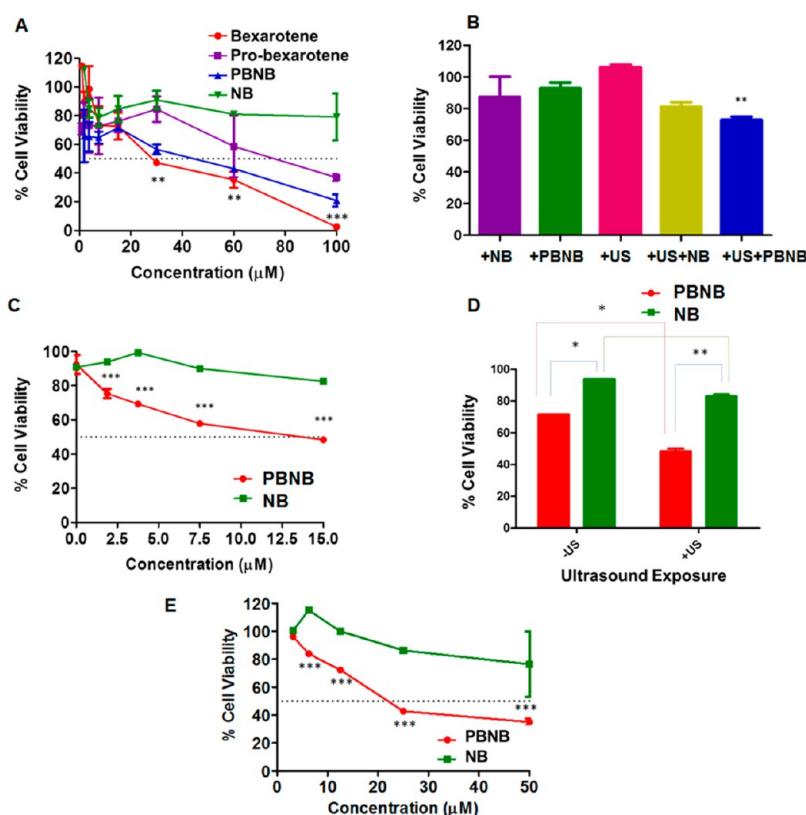 A
Bexarotene
Pro-bexarotene
PBNB
NB
% Cell Viability
120
100
80
60
40
20
0
** ** ***
0 20 40 60 80 100
Concentration (μM)
B
% Cell Viability
120
100
80
60
40
20
0
**
+NB +PBNB +US +US+NB +US+PBNB
C
% Cell Viability
100
80
60
40
20
0
*** *** *** ***
PBNB
NB
0.0 2.5 5.0 7.5 10.0 12.5 15.0
Concentration (μM)
D
PBNB
NB
*
* **
% Cell Viability
100
80
60
40
20
0
-US +US
Ultrasound Exposure
E
% Cell Viability
120
100
80
60
40
20
0
*** *** *** ***
PBNB
NB
0 10 20 30 40 50
Concentration (μM)